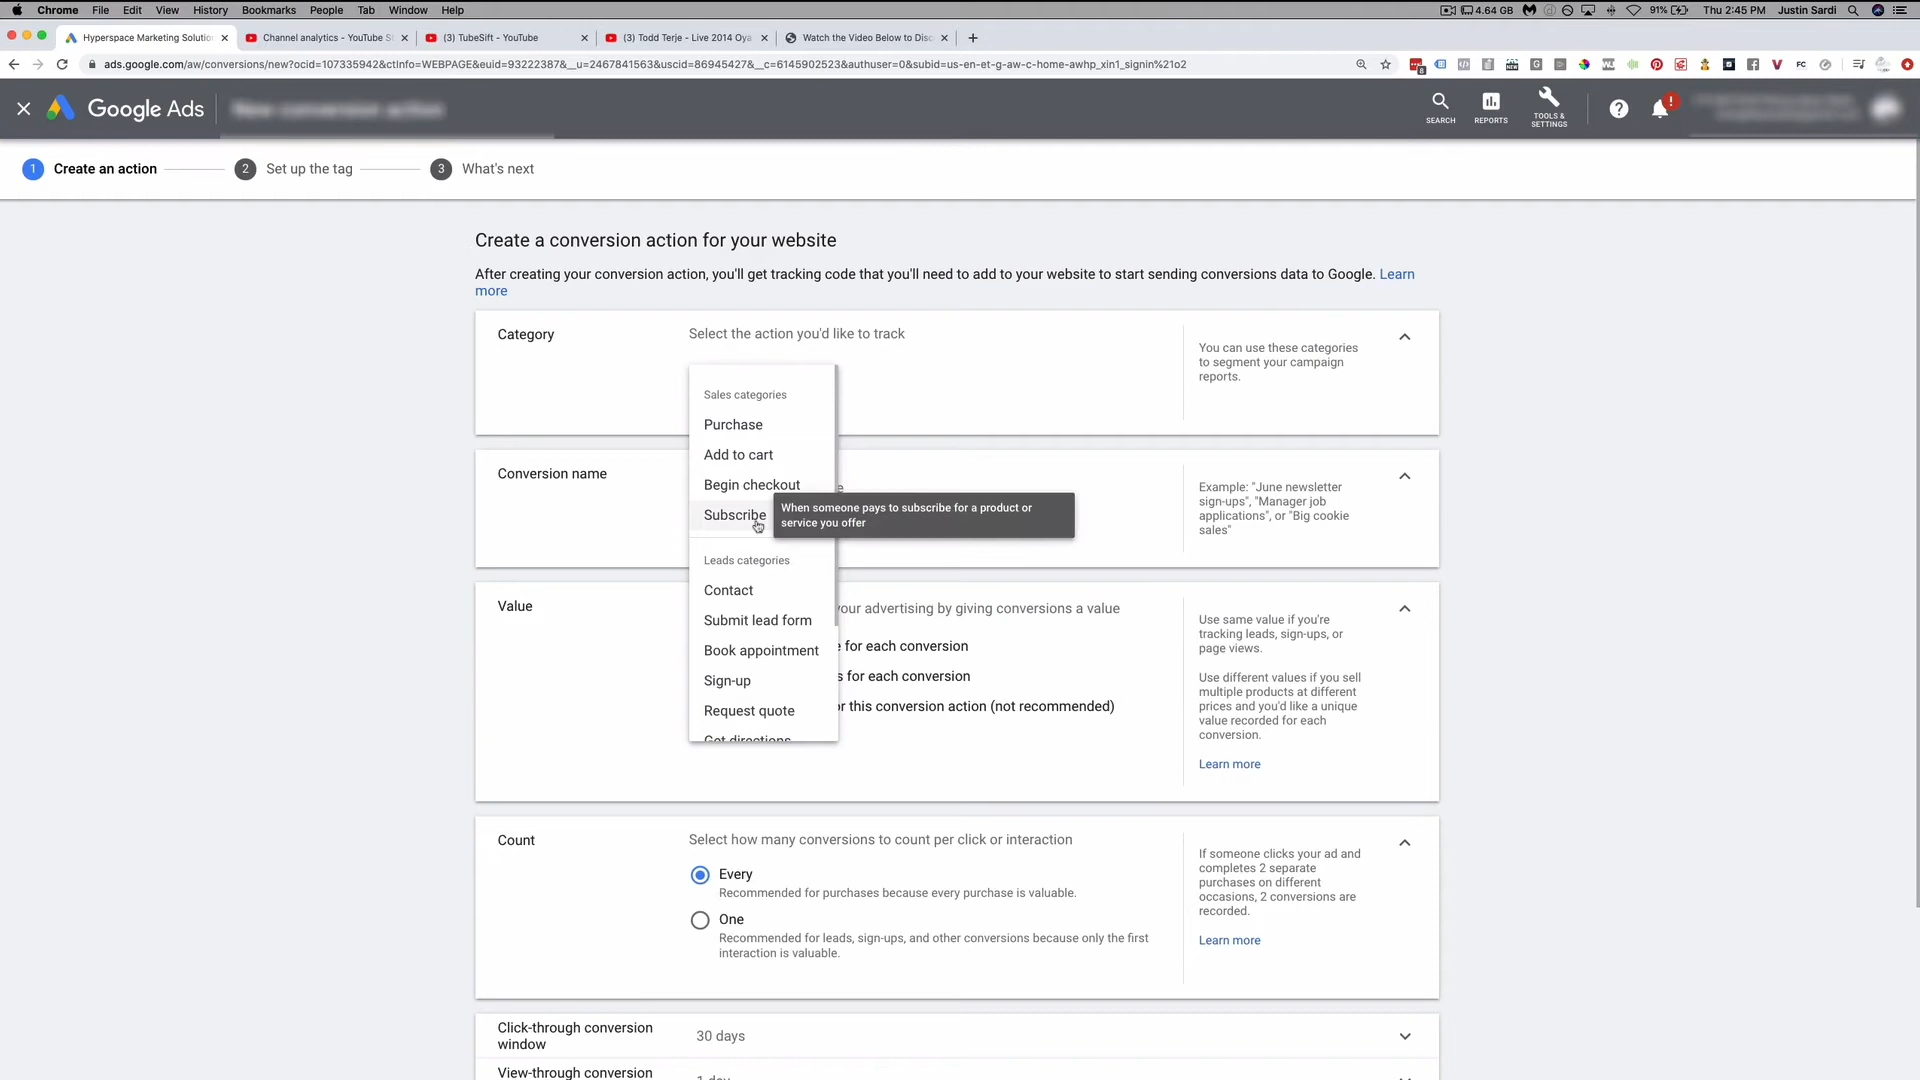 Chrome File Edit View History Bookmarks People Tab Window Help
4.64 GB 91% Thu 2:45 PM Justin Sardi
Hyperspace Marketing Solutio
Channel analytics - YouTube S
(3) TubeSift - YouTube
(3) Todd Terje - Live 2014 Oya
Watch the Video Below to Disc
ads.google.com/aw/conversions/new?ocid=107335942&ctInfo=WEBPAGE&euid=93222387&__u=2467841563&uscid=86945427&__c=6145902523&authuser=0&subid=us-en-et-g-aw-c-home-awhp_xin1_signin%21o2
Google Ads
New conversion action
SEARCH
REPORTS
TOOLS &
SETTINGS
1 Create an action
2 Set up the tag
3 What's next
Create a conversion action for your website
After creating your conversion action, you'll get tracking code that you'll need to add to your website to start sending conversions data to Google. Learn
more
Category
Select the action you'd like to track
You can use these categories
to segment your campaign
reports.
Sales categories
Purchase
Add to cart
Begin checkout
Subscribe
When someone pays to subscribe for a product or
service you offer
Leads categories
Contact
Submit lead form
Book appointment
Sign-up
Request quote
Get directions
Conversion name
Example: "June newsletter
sign-ups", "Manager job
applications", or "Big cookie
sales"
Value
your advertising by giving conversions a value
for each conversion
for each conversion
this conversion action (not recommended)
Use same value if you're
tracking leads, sign-ups, or
page views.
Use different values if you sell
multiple products at different
prices and you'd like a unique
value recorded for each
conversion.
Learn more
Count
Select how many conversions to count per click or interaction
Every
Recommended for purchases because every purchase is valuable.
One
Recommended for leads, sign-ups, and other conversions because only the first
interaction is valuable.
If someone clicks your ad and
completes 2 separate
purchases on different
occasions, 2 conversions are
recorded.
Learn more
Click-through conversion
window
30 days
View-through conversion
1 day